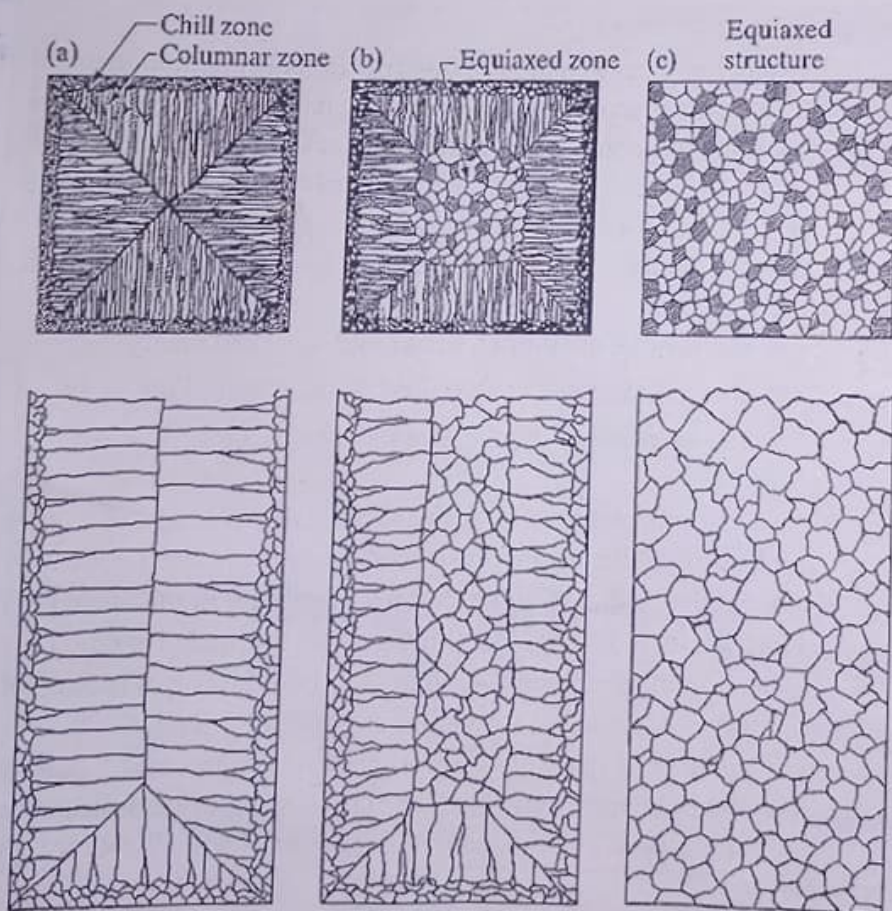 Chill zone
(a) Columnar zone
(b) Equiaxed zone
(c) Equiaxed
structure